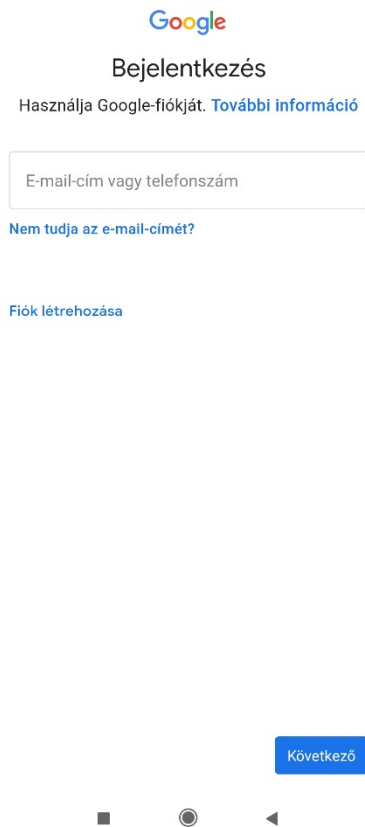 Google
Bejelentkezés
Használja Google-fiókját. További információ
E-mail-cím vagy telefonszám
Nem tudja az e-mail-címét?
Fiók létrehozása
Következő